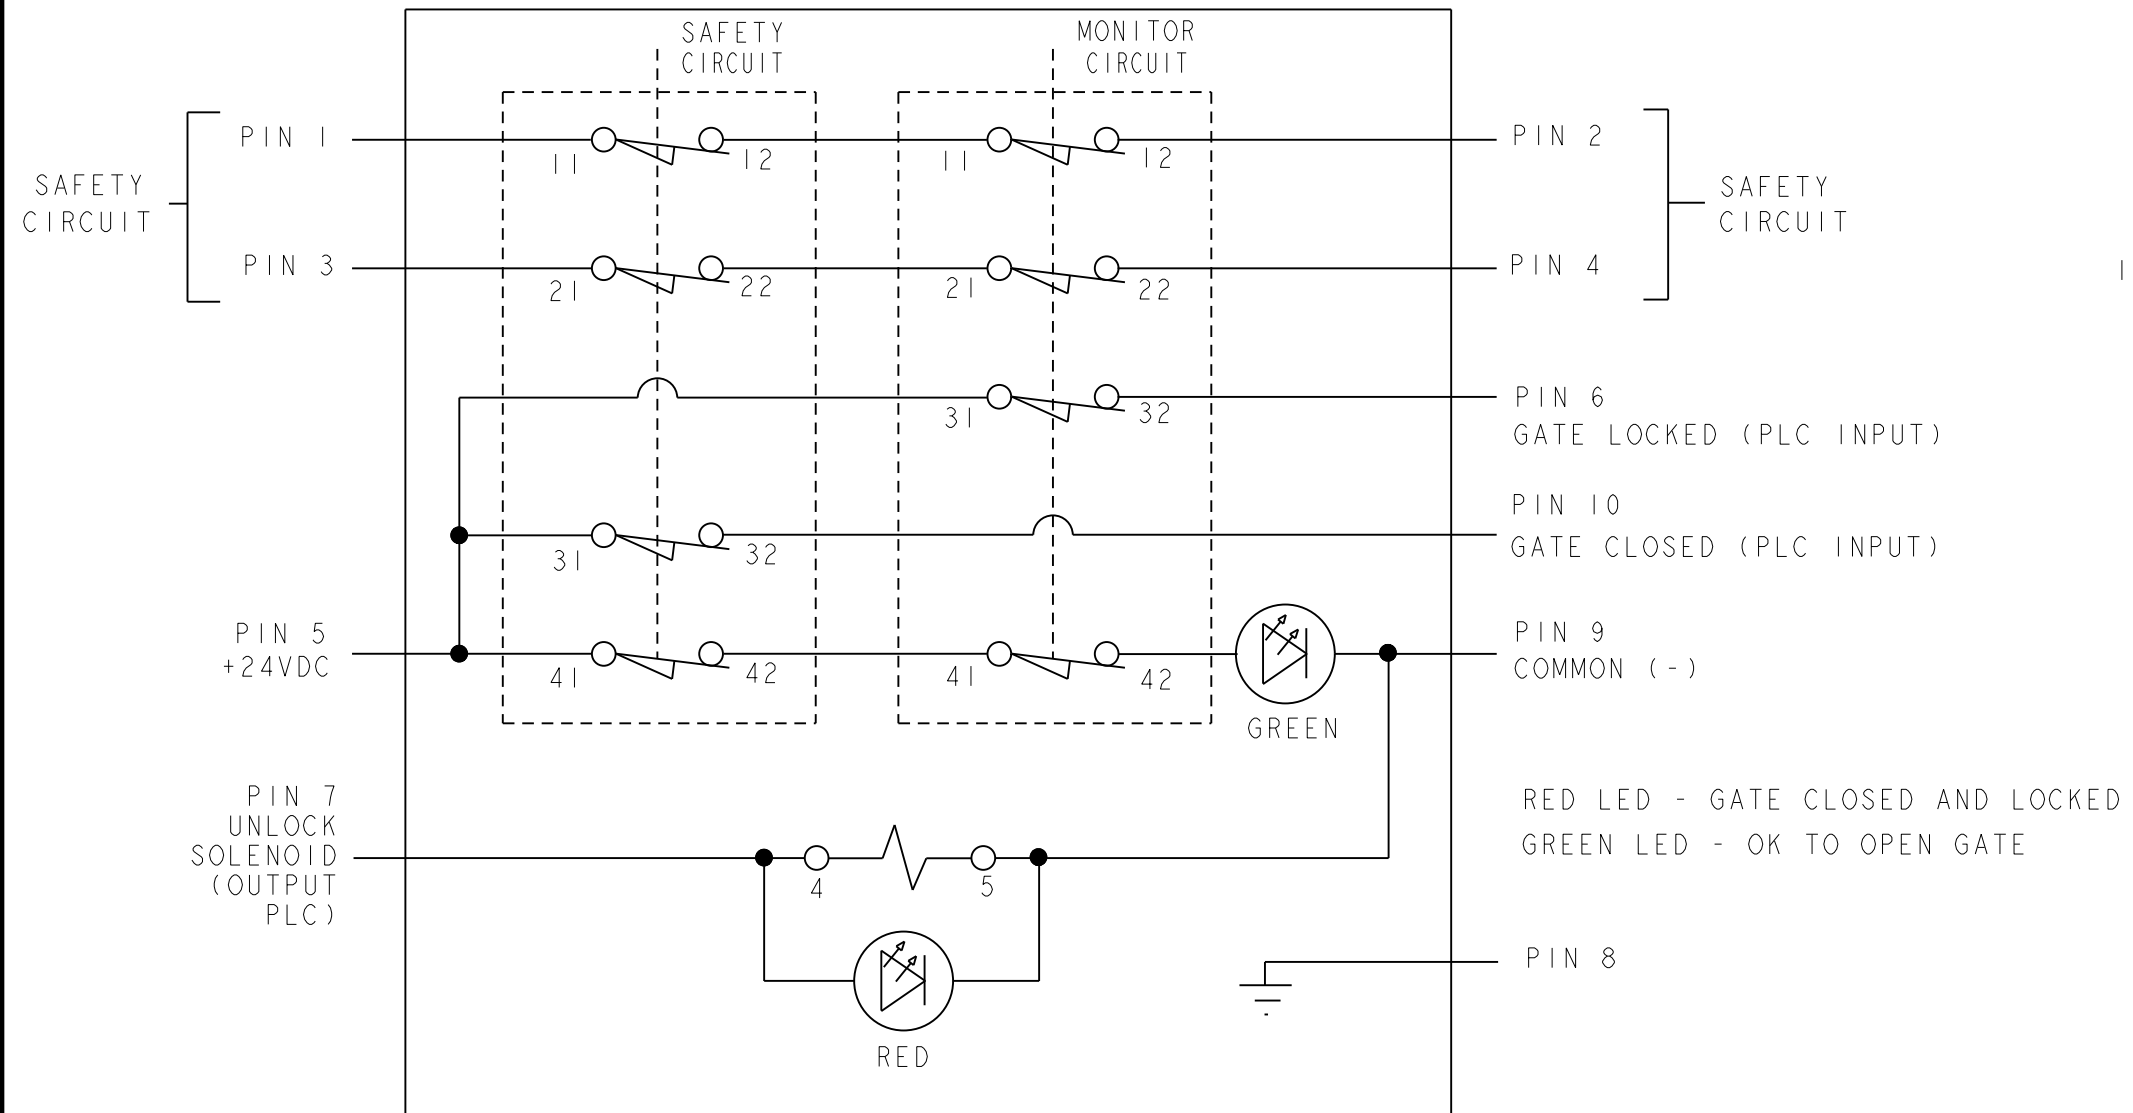 SAFETY
CIRCUIT
MONITOR
CIRCUIT
SAFETY
CIRCUIT
PIN 1
11
12
11
12
PIN 2
SAFETY
CIRCUIT
PIN 3
21
22
21
22
PIN 4
31
32
PIN 6
GATE LOCKED (PLC INPUT)
31
32
PIN 10
GATE CLOSED (PLC INPUT)
PIN 5
+24VDC
41
42
41
42
GREEN
PIN 9
COMMON (-)
PIN 7
UNLOCK
SOLENOID
(OUTPUT
PLC)
4
5
RED
RED LED - GATE CLOSED AND LOCKED
GREEN LED - OK TO OPEN GATE
PIN 8